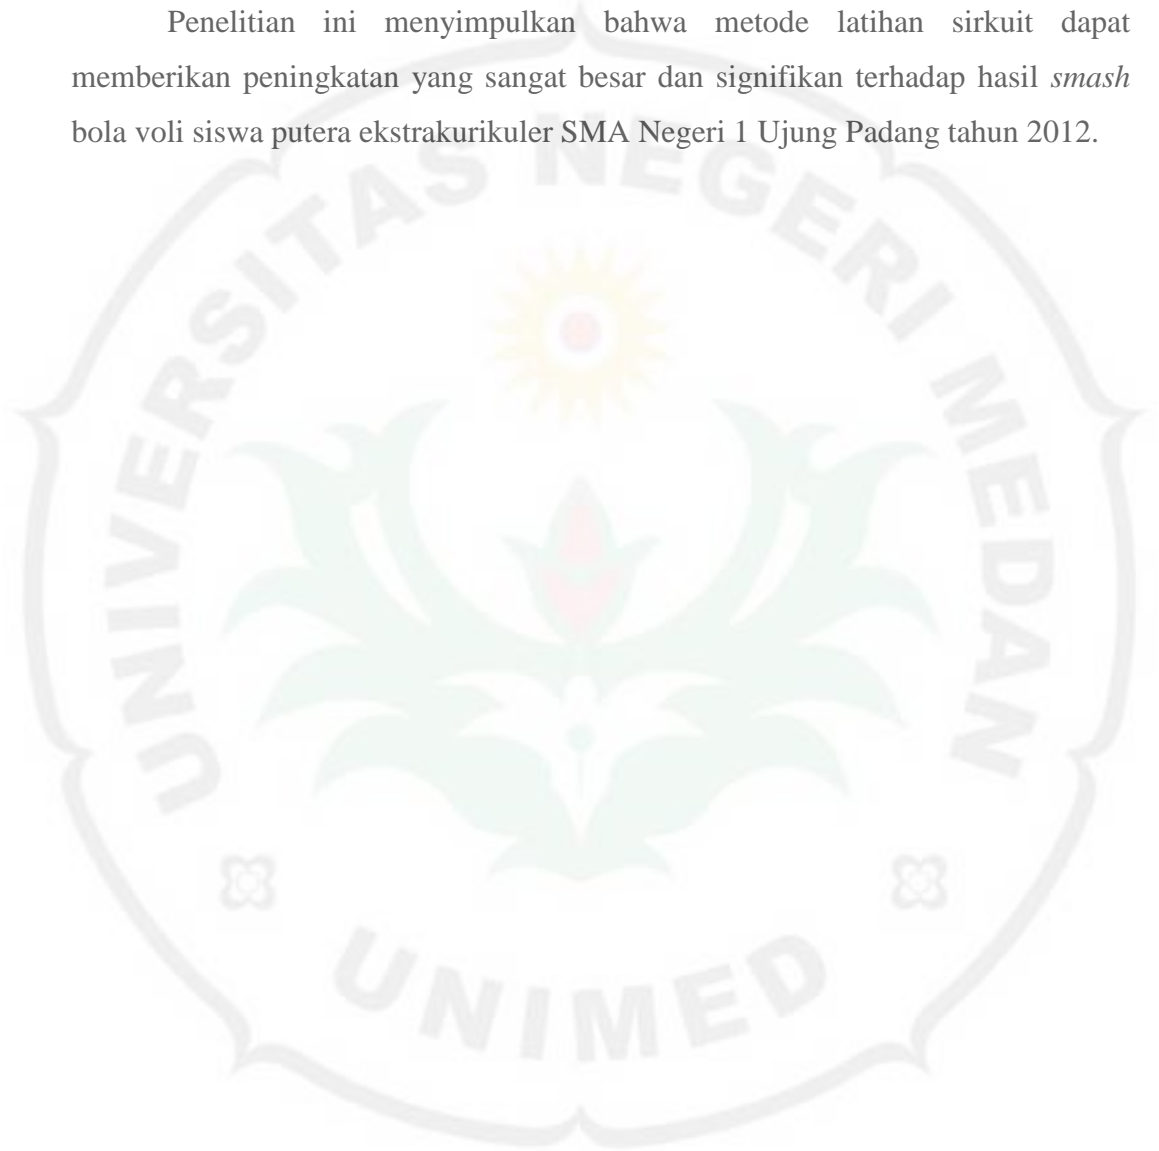 Penelitian ini menyimpulkan bahwa metode latihan sirkuit dapat
memberikan peningkatan yang sangat besar dan signifikan terhadap hasil smash
bola voli siswa putera ekstrakurikuler SMA Negeri 1 Ujung Padang tahun 2012.
UNIVERSITAS NEGERI MEDAN
UNIMED